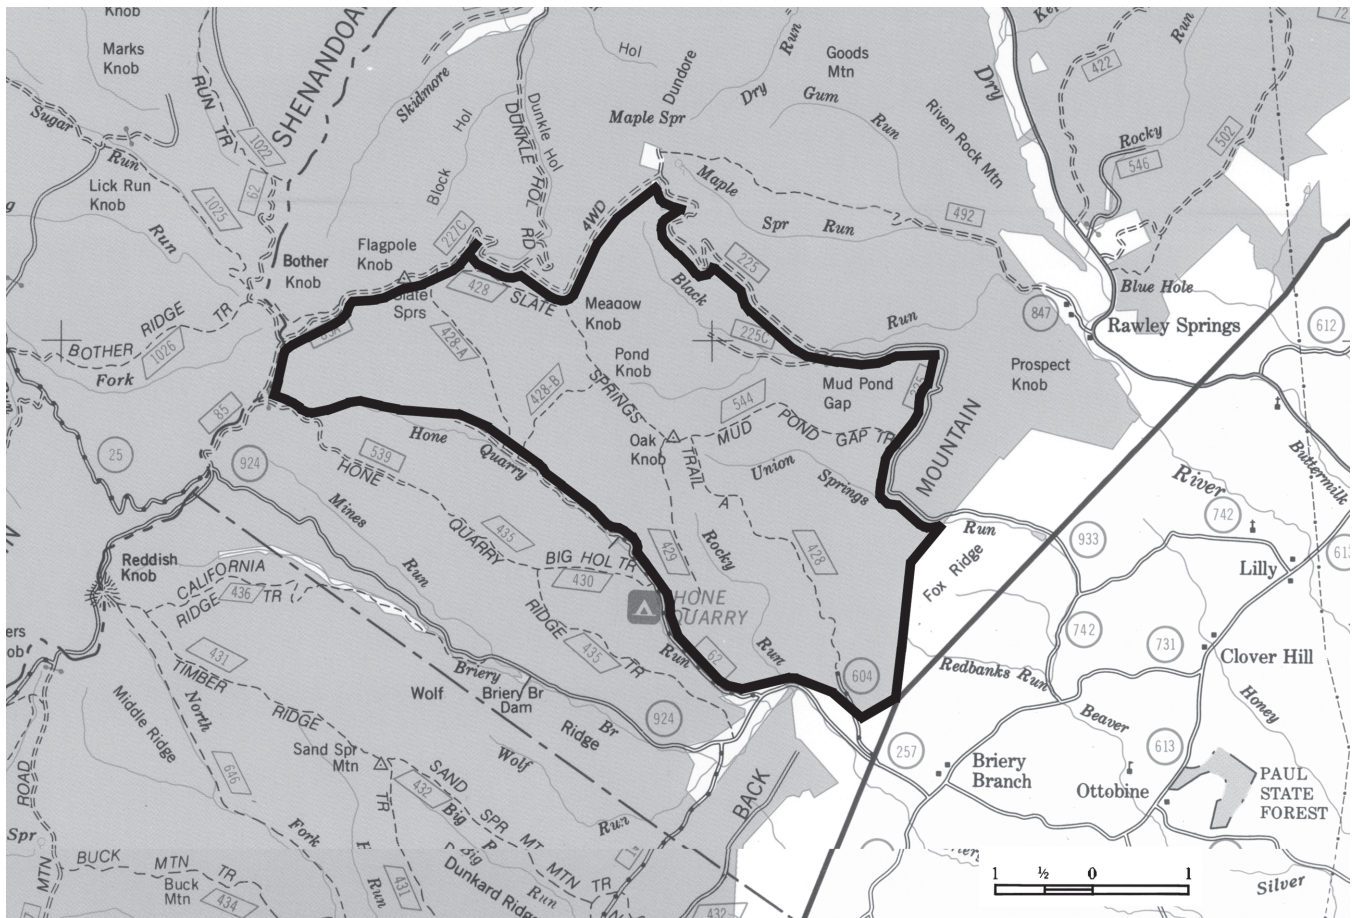 Knob
Marks
Knob
SHENANDOAH
Skidmore
Hol
Block
Hol
Dunkle Hol
DUNKLE
HOL
RD
Hol
Dundore
Maple Spr
Dry
Run
Goods
Mtn
Gum
Run
Riven Rock Mtn
Dry
Run
422
502
Rocky
546
72
Sugar
Run
RUN
TR
1022
62
Lick Run
Knob
1025
Run
Bother
Knob
Flagpole
Knob
227C
4WD
Maple
Spr
Run
492
225
Black
Run
Blue Hole
847
Rawley Springs
612
Slate
Sprs
428
SLATE
Meadow
Knob
BOTHER
RIDGE
TR
1026
Fork
428-A
428-B
Pond
Knob
SPRINGS
225C
Mud Pond
Gap
Prospect
Knob
85
25
924
539
HONE
Hone
Quarry
Oak
Knob
TRAIL
544
MUD
POND
GAP TR
MOUNTAIN
Union
Springs
Run
River
Buttermilk
742
933
613
Lilly
Mines
Run
QUARRY
435
BIG HOL TR
430
429
Rocky
Run
428
A
Fox Ridge
Reddish
Knob
CALIFORNIA
RIDGE
436
TR
HONE
QUARRY
RIDGE
435
TR
Run
62
604
742
731
Redbanks Run
Clover Hill
431
TIMBER
RIDGE
North
Middle Ridge
Briery
Br
Wolf
Briery Br
Dam
Ridge
924
Wolf
Run
Beaver
Honey
257
613
Briery
Branch
Ottobine
PAUL
STATE
FOREST
Sand Spr
Mtn
646
TR
SAND
SPR
MT
432
Big
BACK
ROAD
Spr
MTN
BUCK
MTN
TR
Buck
Mtn
434
Fork
Run
431
Big
Dunkard Ridge
Run
MTN
TR
432
Silver
1
½
0
1